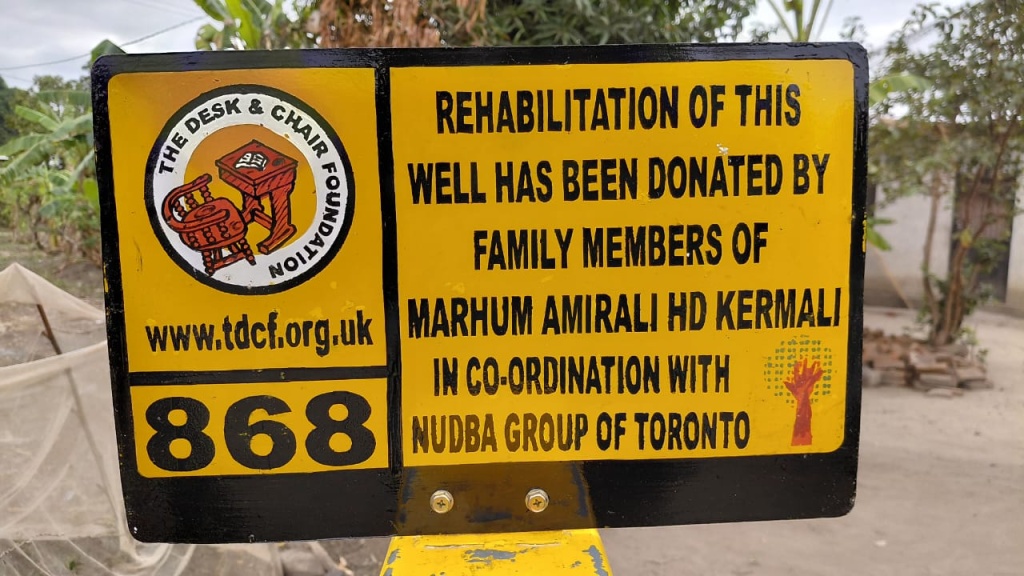 THE DESK & CHAIR FOUNDATION
www.tdcf.org.uk
868
REHABILITATION OF THIS
WELL HAS BEEN DONATED BY
FAMILY MEMBERS OF
MARHUM AMIRALI HD KERMALI
IN CO-ORDINATION WITH
NUDBA GROUP OF TORONTO